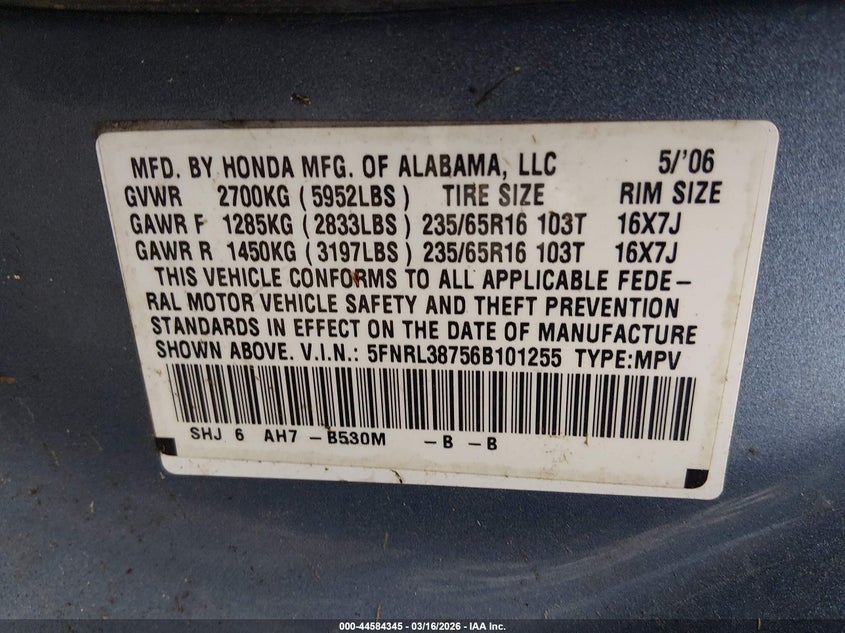 MFD. BY HONDA MFG. OF ALABAMA, LLC 5/'06
GVWR 2700KG (5952LBS) TIRE SIZE RIM SIZE
GAWR F 1285KG (2833LBS) 235/65R16 103T 16X7J
GAWR R 1450KG (3197LBS) 235/65R16 103T 16X7J
THIS VEHICLE CONFORMS TO ALL APPLICABLE FEDE-
RAL MOTOR VEHICLE SAFETY AND THEFT PREVENTION
STANDARDS IN EFFECT ON THE DATE OF MANUFACTURE
SHOWN ABOVE. V.I.N.: 5FNRL38756B101255 TYPE:MPV
SHJ 6 AH7 -B530M -B -B
000-44584345 - 03/16/2026 - IAA Inc.